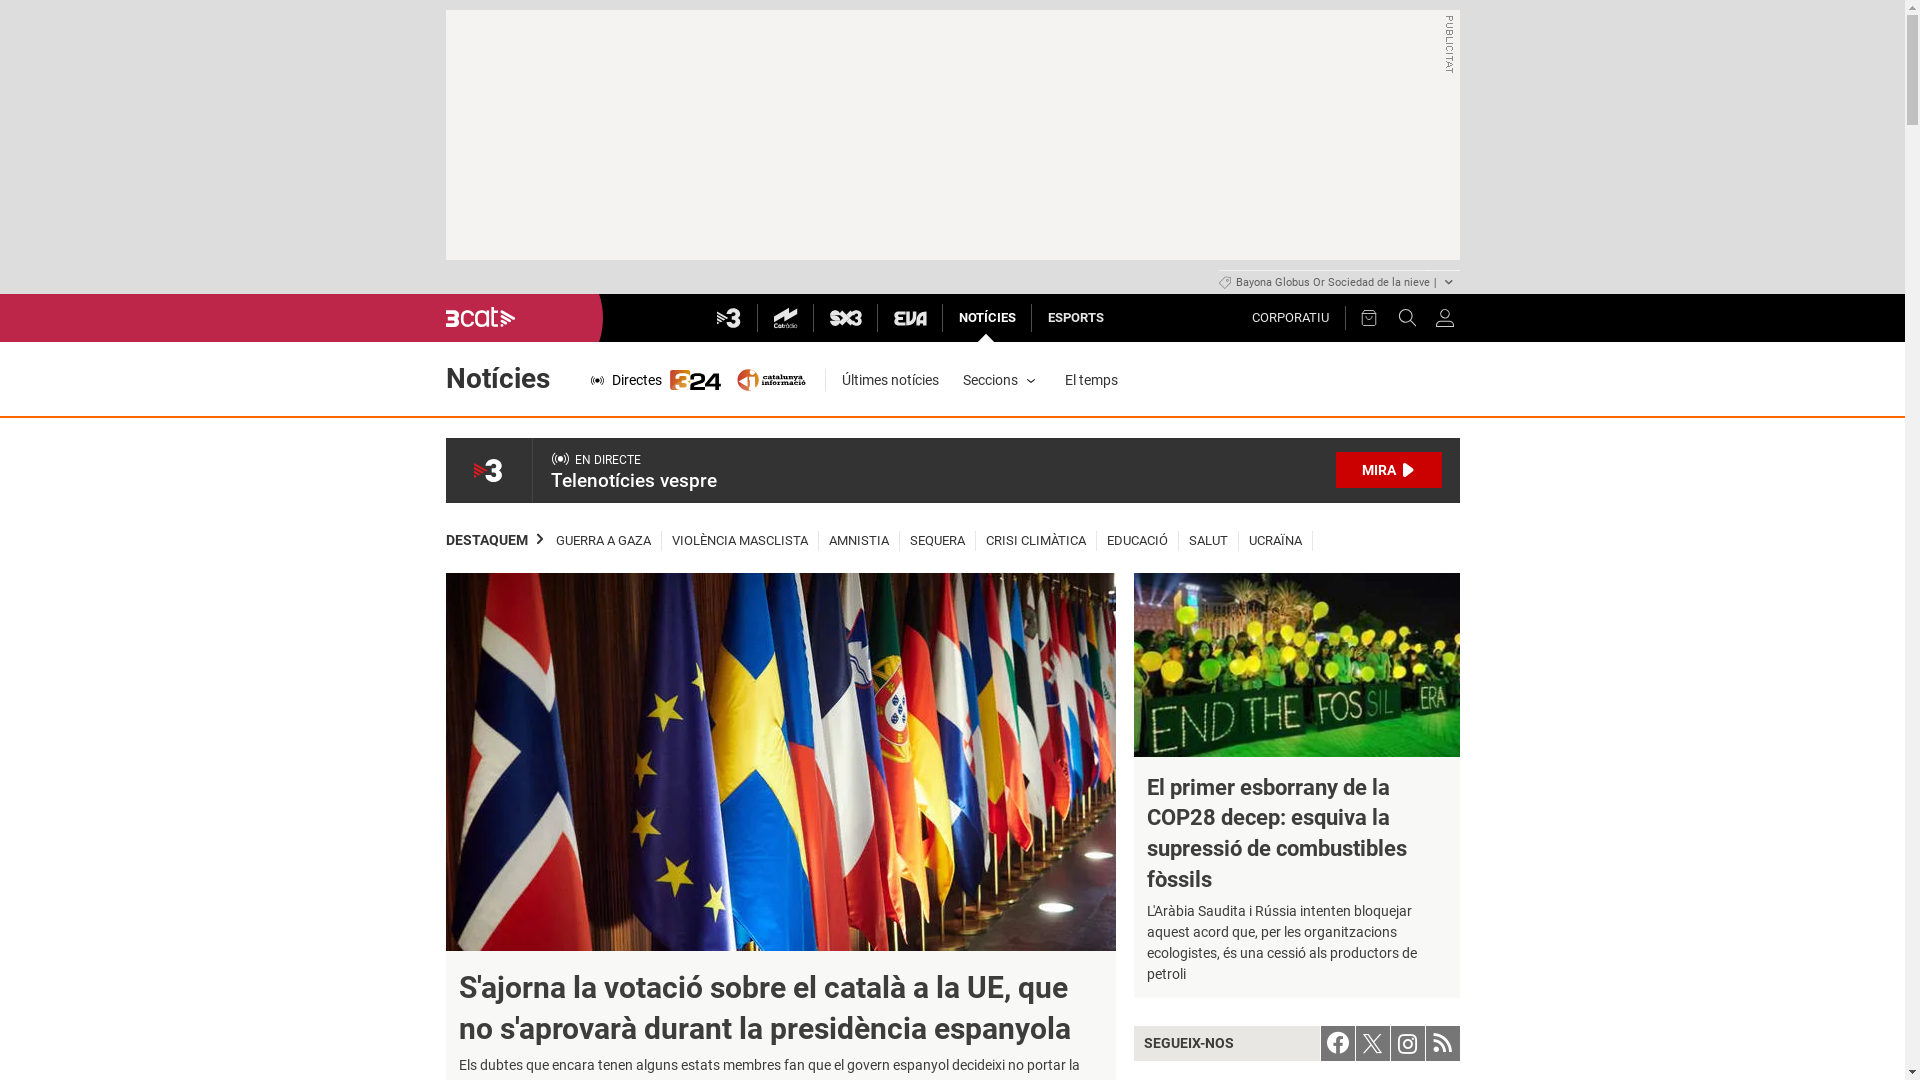 PUBLICITAT
Bayona Globus Or Sociedad de la nieve |
3cat
3
Catràdio
SX3
EVA
NOTÍCIES
ESPORTS
CORPORATIU
Notícies
Directes
324
catalunya
informació
Últimes notícies
Seccions
El temps
3
EN DIRECTE
Telenotícies vespre
MIRA
DESTAQUEM
GUERRA A GAZA
VIOLÈNCIA MASCLISTA
AMNISTIA
SEQUERA
CRISI CLIMÀTICA
EDUCACIÓ
SALUT
UCRAÏNA
S'ajorna la votació sobre el català a la UE, que
no s'aprovarà durant la presidència espanyola
Els dubtes que encara tenen alguns estats membres fan que el govern espanyol decideixi no portar la
END THE FOSSIL ERA
El primer esborrany de la
COP28 decep: esquiva la
supressió de combustibles
fòssils
L'Aràbia Saudita i Rússia intenten bloquejar
aquest acord que, per les organitzacions
ecologistes, és una cessió als productors de
petroli
SEGUEIX-NOS